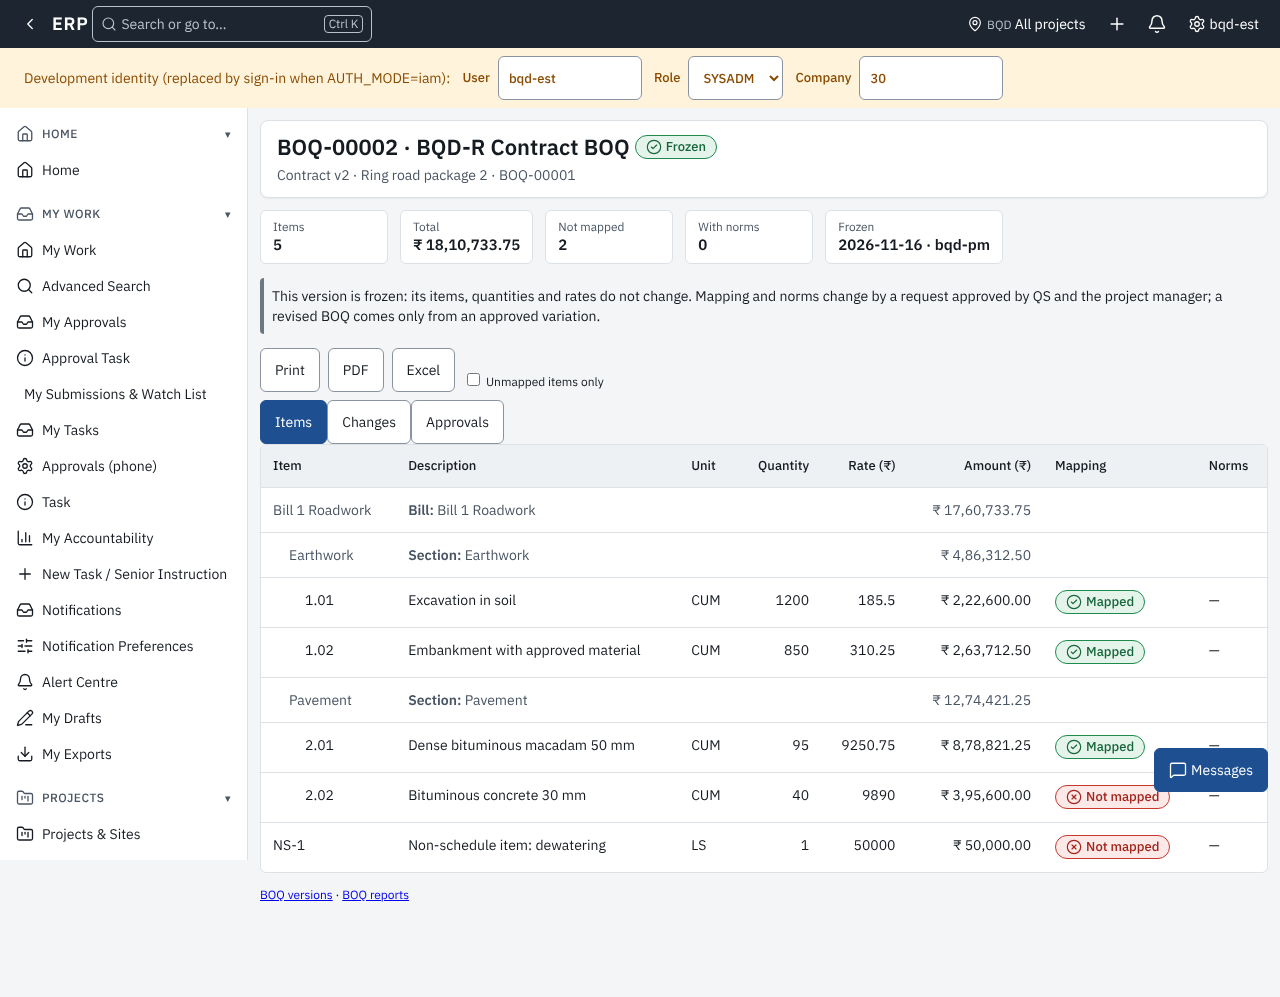 ERP
Search or go to...
Ctrl K
BQD All projects
bqd-est
Development identity (replaced by sign-in when AUTH_MODE=iam): User bqd-est Role SYSADM Company 30
HOME
Home
MY WORK
My Work
Advanced Search
My Approvals
Approval Task
My Submissions & Watch List
My Tasks
Approvals (phone)
Task
My Accountability
New Task / Senior Instruction
Notifications
Notification Preferences
Alert Centre
My Drafts
My Exports
PROJECTS
Projects & Sites
BOQ-00002 · BQD-R Contract BOQ Frozen
Contract v2 · Ring road package 2 · BOQ-00001
Items
5
Total
₹ 18,10,733.75
Not mapped
2
With norms
0
Frozen
2026-11-16 · bqd-pm
This version is frozen: its items, quantities and rates do not change. Mapping and norms change by a request approved by QS and the project manager; a
revised BOQ comes only from an approved variation.
Print PDF Excel Unmapped items only
Items Changes Approvals
Item Description Unit Quantity Rate (₹) Amount (₹) Mapping Norms
Bill 1 Roadwork Bill: Bill 1 Roadwork ₹ 17,60,733.75
Earthwork Section: Earthwork ₹ 4,86,312.50
1.01 Excavation in soil CUM 1200 185.5 ₹ 2,22,600.00 Mapped —
1.02 Embankment with approved material CUM 850 310.25 ₹ 2,63,712.50 Mapped —
Pavement Section: Pavement ₹ 12,74,421.25
2.01 Dense bituminous macadam 50 mm CUM 95 9250.75 ₹ 8,78,821.25 Mapped —
Messages
2.02 Bituminous concrete 30 mm CUM 40 9890 ₹ 3,95,600.00 Not mapped —
NS-1 Non-schedule item: dewatering LS 1 50000 ₹ 50,000.00 Not mapped —
BOQ versions · BOQ reports